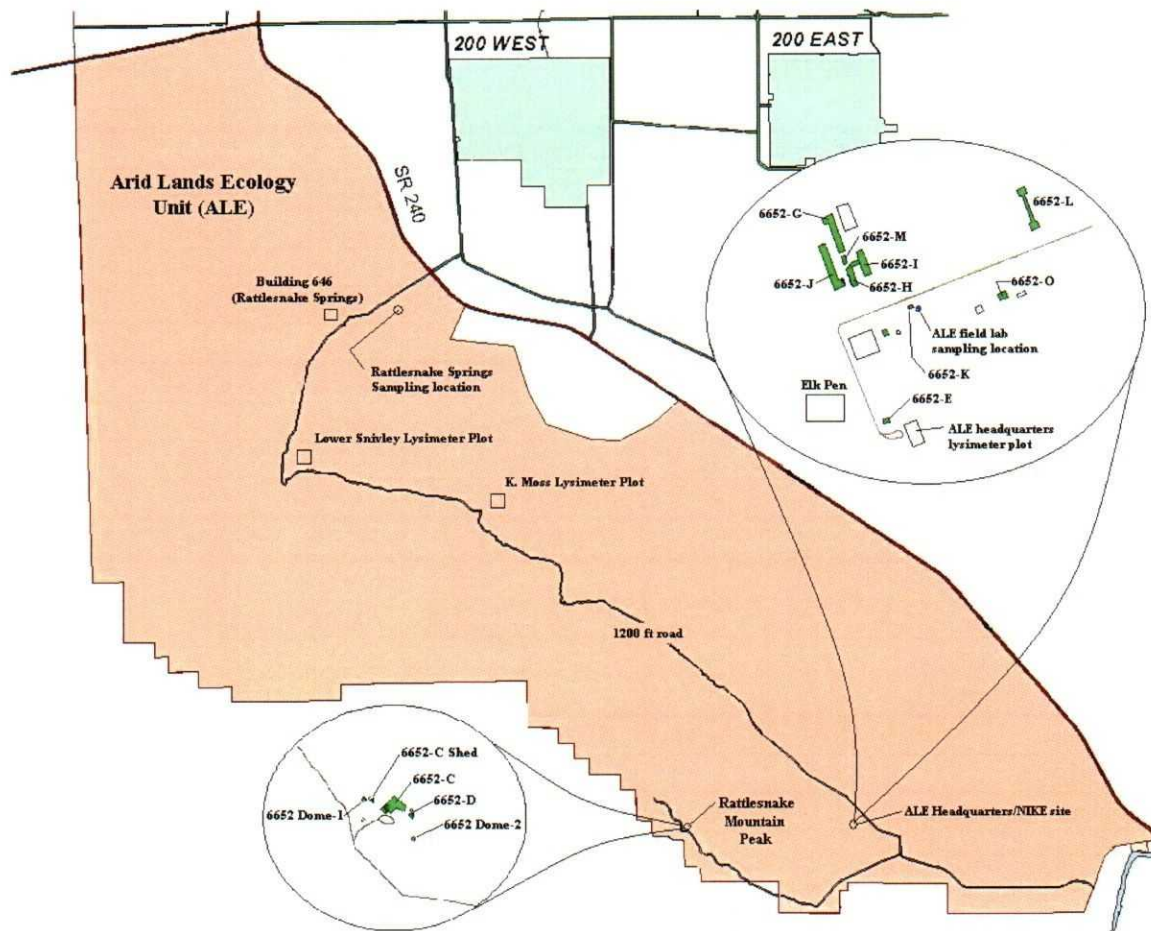 200 WEST
200 EAST
Arid Lands Ecology
Unit (ALE)
SR 240
6652-G
6652-L
6652-M
6652-I
6652-J
6652-H
6652-O
Building 646
(Rattlesnake Springs)
ALE field lab
sampling location
6652-K
Rattlesnake Springs
Sampling location
Elk Pen
6652-E
ALE headquarters
lysimeter plot
Lower Snivley Lysimeter Plot
K. Moss Lysimeter Plot
1200 ft road
6652-C Shed
6652-C
6652-D
6652 Dome-1
6652 Dome-2
Rattlesnake
Mountain
Peak
ALE Headquarters/NIKE site